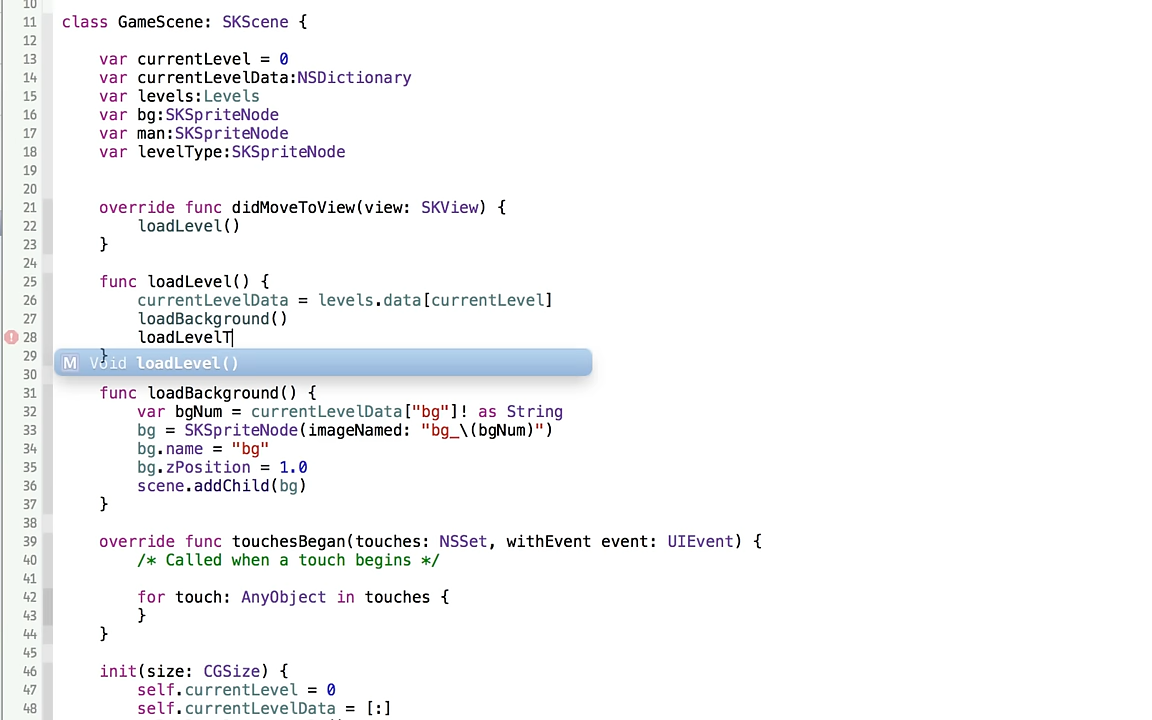 10
11 class GameScene: SKScene {
12
13 var currentLevel = 0
14 var currentLevelData:NSDictionary
15 var levels:Levels
16 var bg:SKSpriteNode
17 var man:SKSpriteNode
18 var levelType:SKSpriteNode
19
20
21 override func didMoveToView(view: SKView) {
22 loadLevel()
23 }
24
25 func loadLevel() {
26 currentLevelData = levels.data[currentLevel]
27 loadBackground()
28 loadLevelT
29 }
M Void loadLevel()
30
31 func loadBackground() {
32 var bgNum = currentLevelData["bg"]! as String
33 bg = SKSpriteNode(imageNamed: "bg_\(bgNum)")
34 bg.name = "bg"
35 bg.zPosition = 1.0
36 scene.addChild(bg)
37 }
38
39 override func touchesBegan(touches: NSSet, withEvent event: UIEvent) {
40 /* Called when a touch begins */
41
42 for touch: AnyObject in touches {
43 }
44 }
45
46 init(size: CGSize) {
47 self.currentLevel = 0
48 self.currentLevelData = [:]